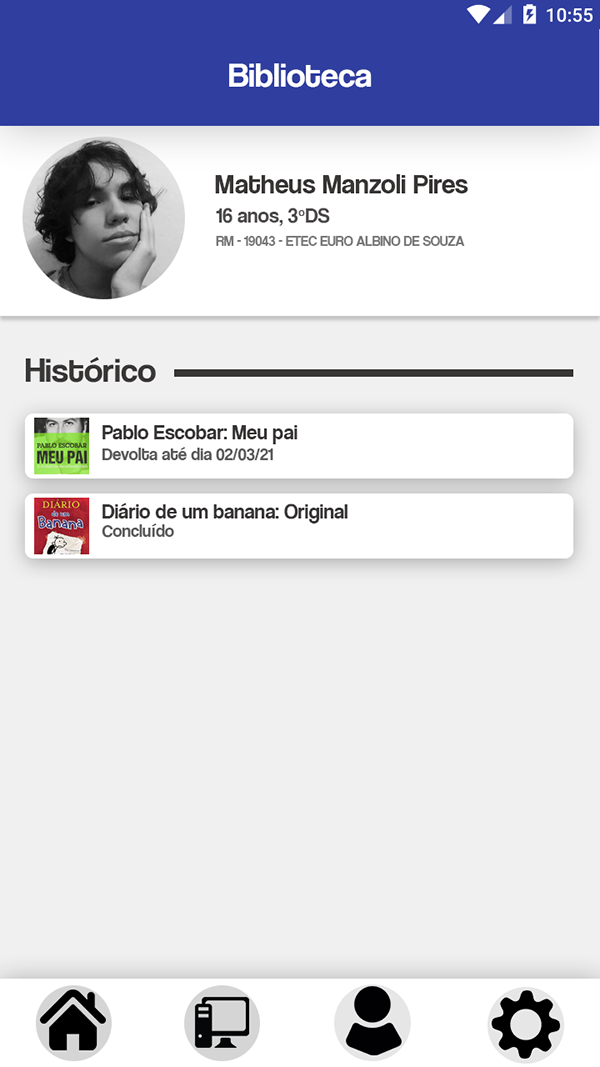 10:55
Biblioteca
Matheus Manzoli Pires
16 anos, 3ºDS
RM - 19043 - ETEC EURO ALBINO DE SOUZA
Histórico
PABLO ESCOBAR
MEU PAI
Pablo Escobar: Meu pai
Devolta até dia 02/03/21
DIÁRIO
de um
Banana
Diário de um banana: Original
Concluído